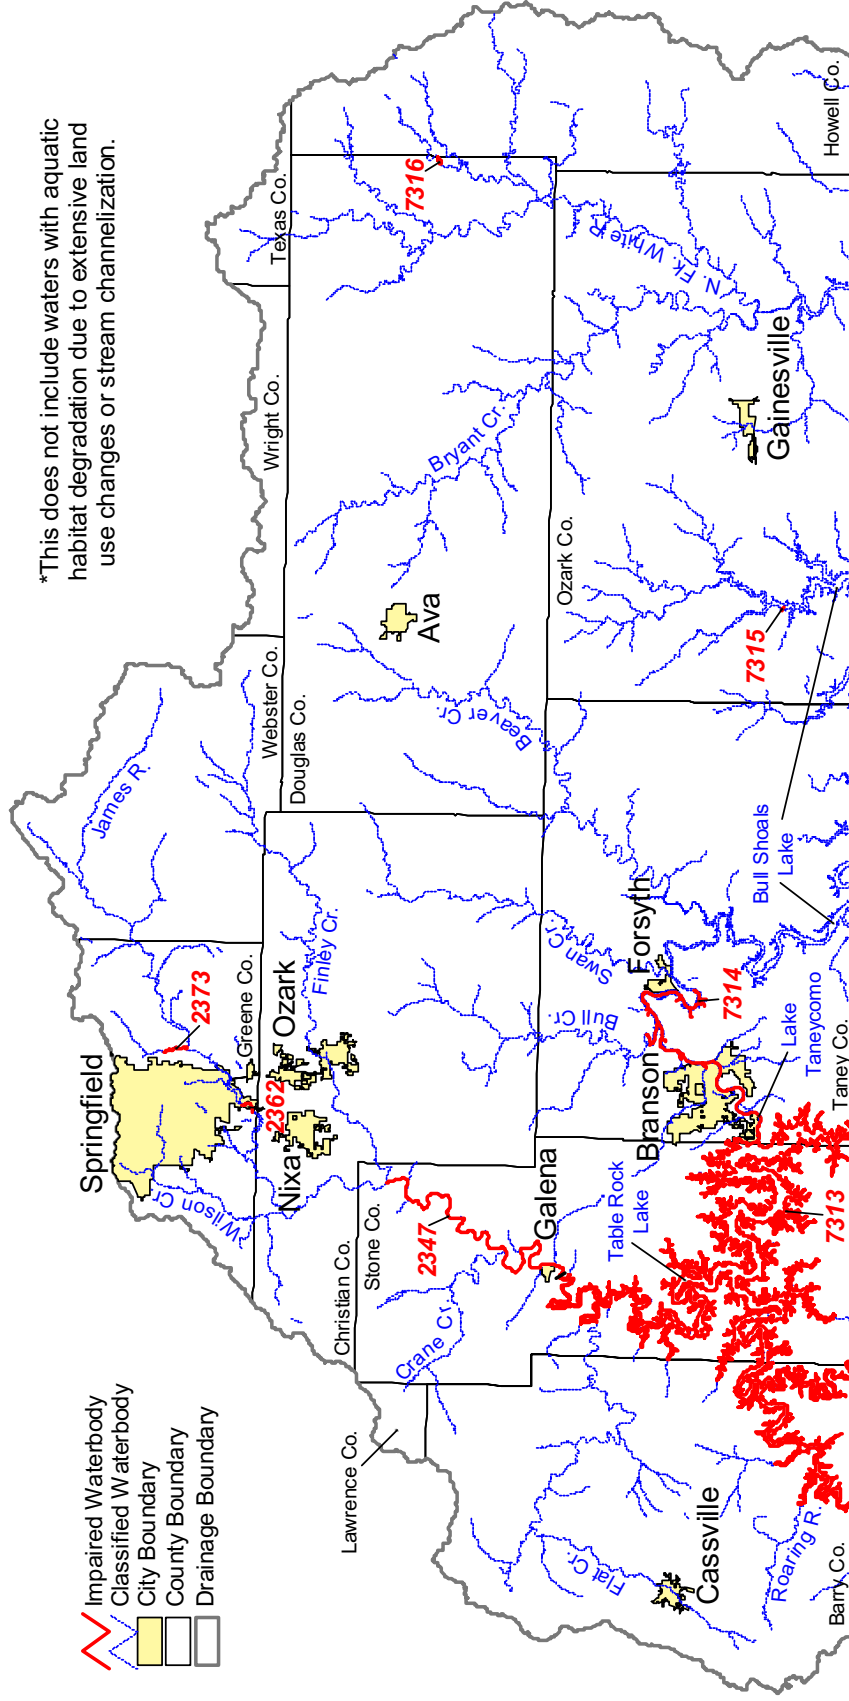 Impaired Waterbody
Classified Waterbody
City Boundary
County Boundary
Drainage Boundary
*This does not include waters with aquatic
habitat degradation due to extensive land
use changes or stream channelization.
James R.
Springfield
2373
Greene Co.
Webster Co.
Wright Co.
Texas Co.
Wilson Cr
2362
Nixa
Ozark
Finley Cr.
Douglas Co.
Christian Co.
Stone Co.
Lawrence Co.
Crane Cr.
2347
Ava
Bryant Cr.
Beaver Cr.
7316
Galena
Ozark Co.
Swan Cr.
Bull Cr.
N. Fk. White R
Flat Cr.
Cassville
Table Rock
Lake
Branson
Forsyth
7314
7315
Gainesville
Bull Shoals
Lake
Roaring R.
Barry Co.
7313
Lake
Taneycomo
Taney Co.
Howell Co.